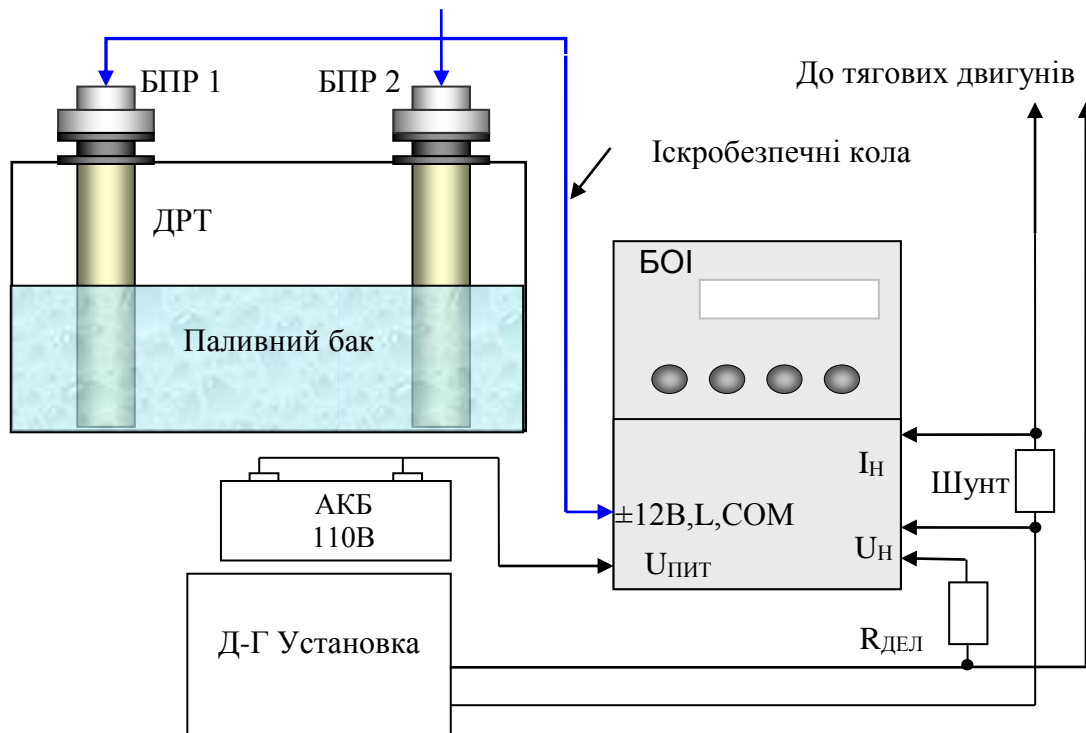 БПР 1
БПР 2
До тягових двигунів
Іскробезпечні кола
ДРТ
БОІ
Паливний бак
IН
Шунт
АКБ
110В
±12В,L,COM
UН
UПИТ
Д-Г Установка
RДЕЛ